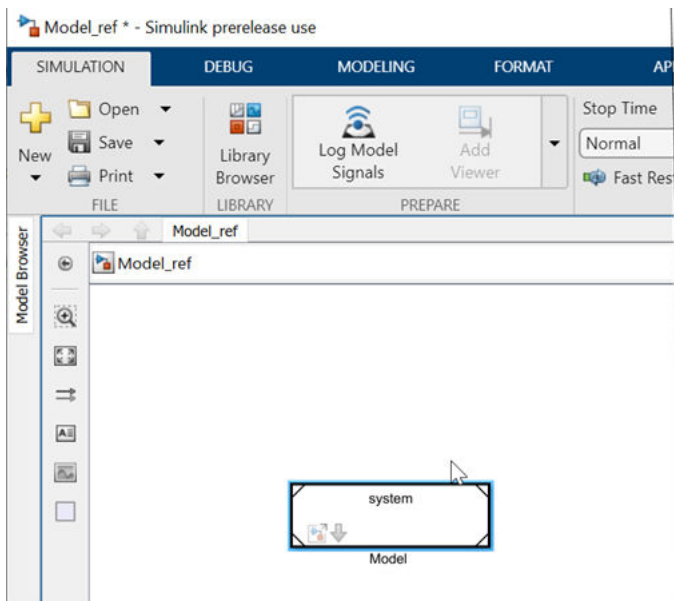 Model_ref * - Simulink prerelease use
SIMULATION DEBUG MODELING FORMAT AP
New
Open
Save
Print
FILE
Library
Browser
LIBRARY
Log Model
Signals
Add
Viewer
PREPARE
Stop Time
Normal
Fast Res
Model Browser
Model_ref
Model_ref
system
Model